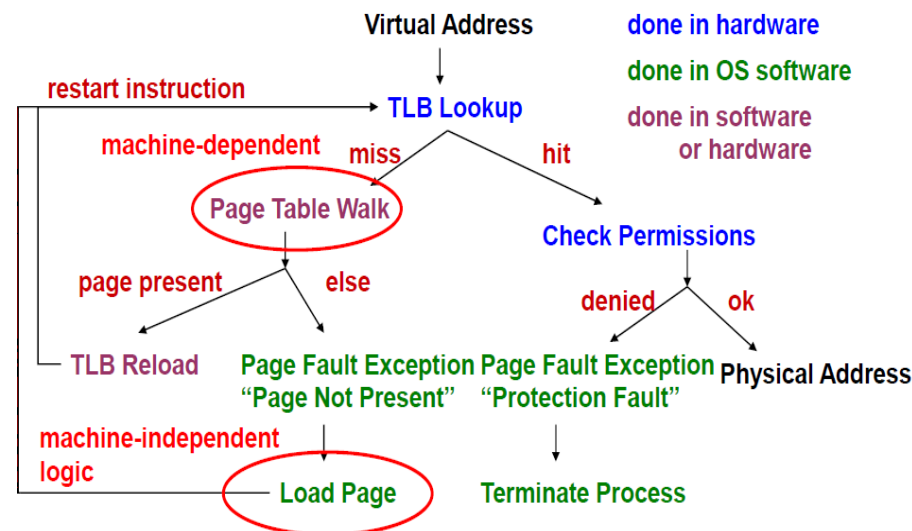 Virtual Address
done in hardware
done in OS software
done in software
or hardware
restart instruction
TLB Lookup
machine-dependent
miss
hit
Page Table Walk
Check Permissions
page present
else
denied
ok
TLB Reload
Page Fault Exception
“Page Not Present”
Page Fault Exception
“Protection Fault”
Physical Address
machine-independent
logic
Load Page
Terminate Process